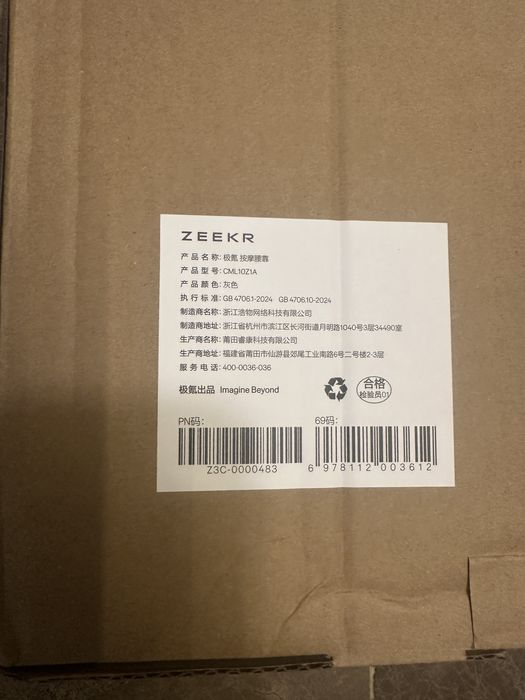 ZEEKR
产 品 名 称: 极氪 按摩腰靠
产 品 型 号: CML10Z1A
产 品 颜 色: 灰色
执 行 标 准: GB 4706.1-2024 GB 4706.10-2024
制造商名称: 浙江浩物网络科技有限公司
制造商地址: 浙江省杭州市滨江区长河街道月明路1040号3层34490室
生产商名称: 莆田睿康科技有限公司
生产商地址: 福建省莆田市仙游县郊尾工业南路6号二号楼2-3层
服 务 电 话: 400-0036-036
极氪出品 Imagine Beyond
合格
检验员01
PN码: 69码:
Z3C-0000483 6 978112 003612